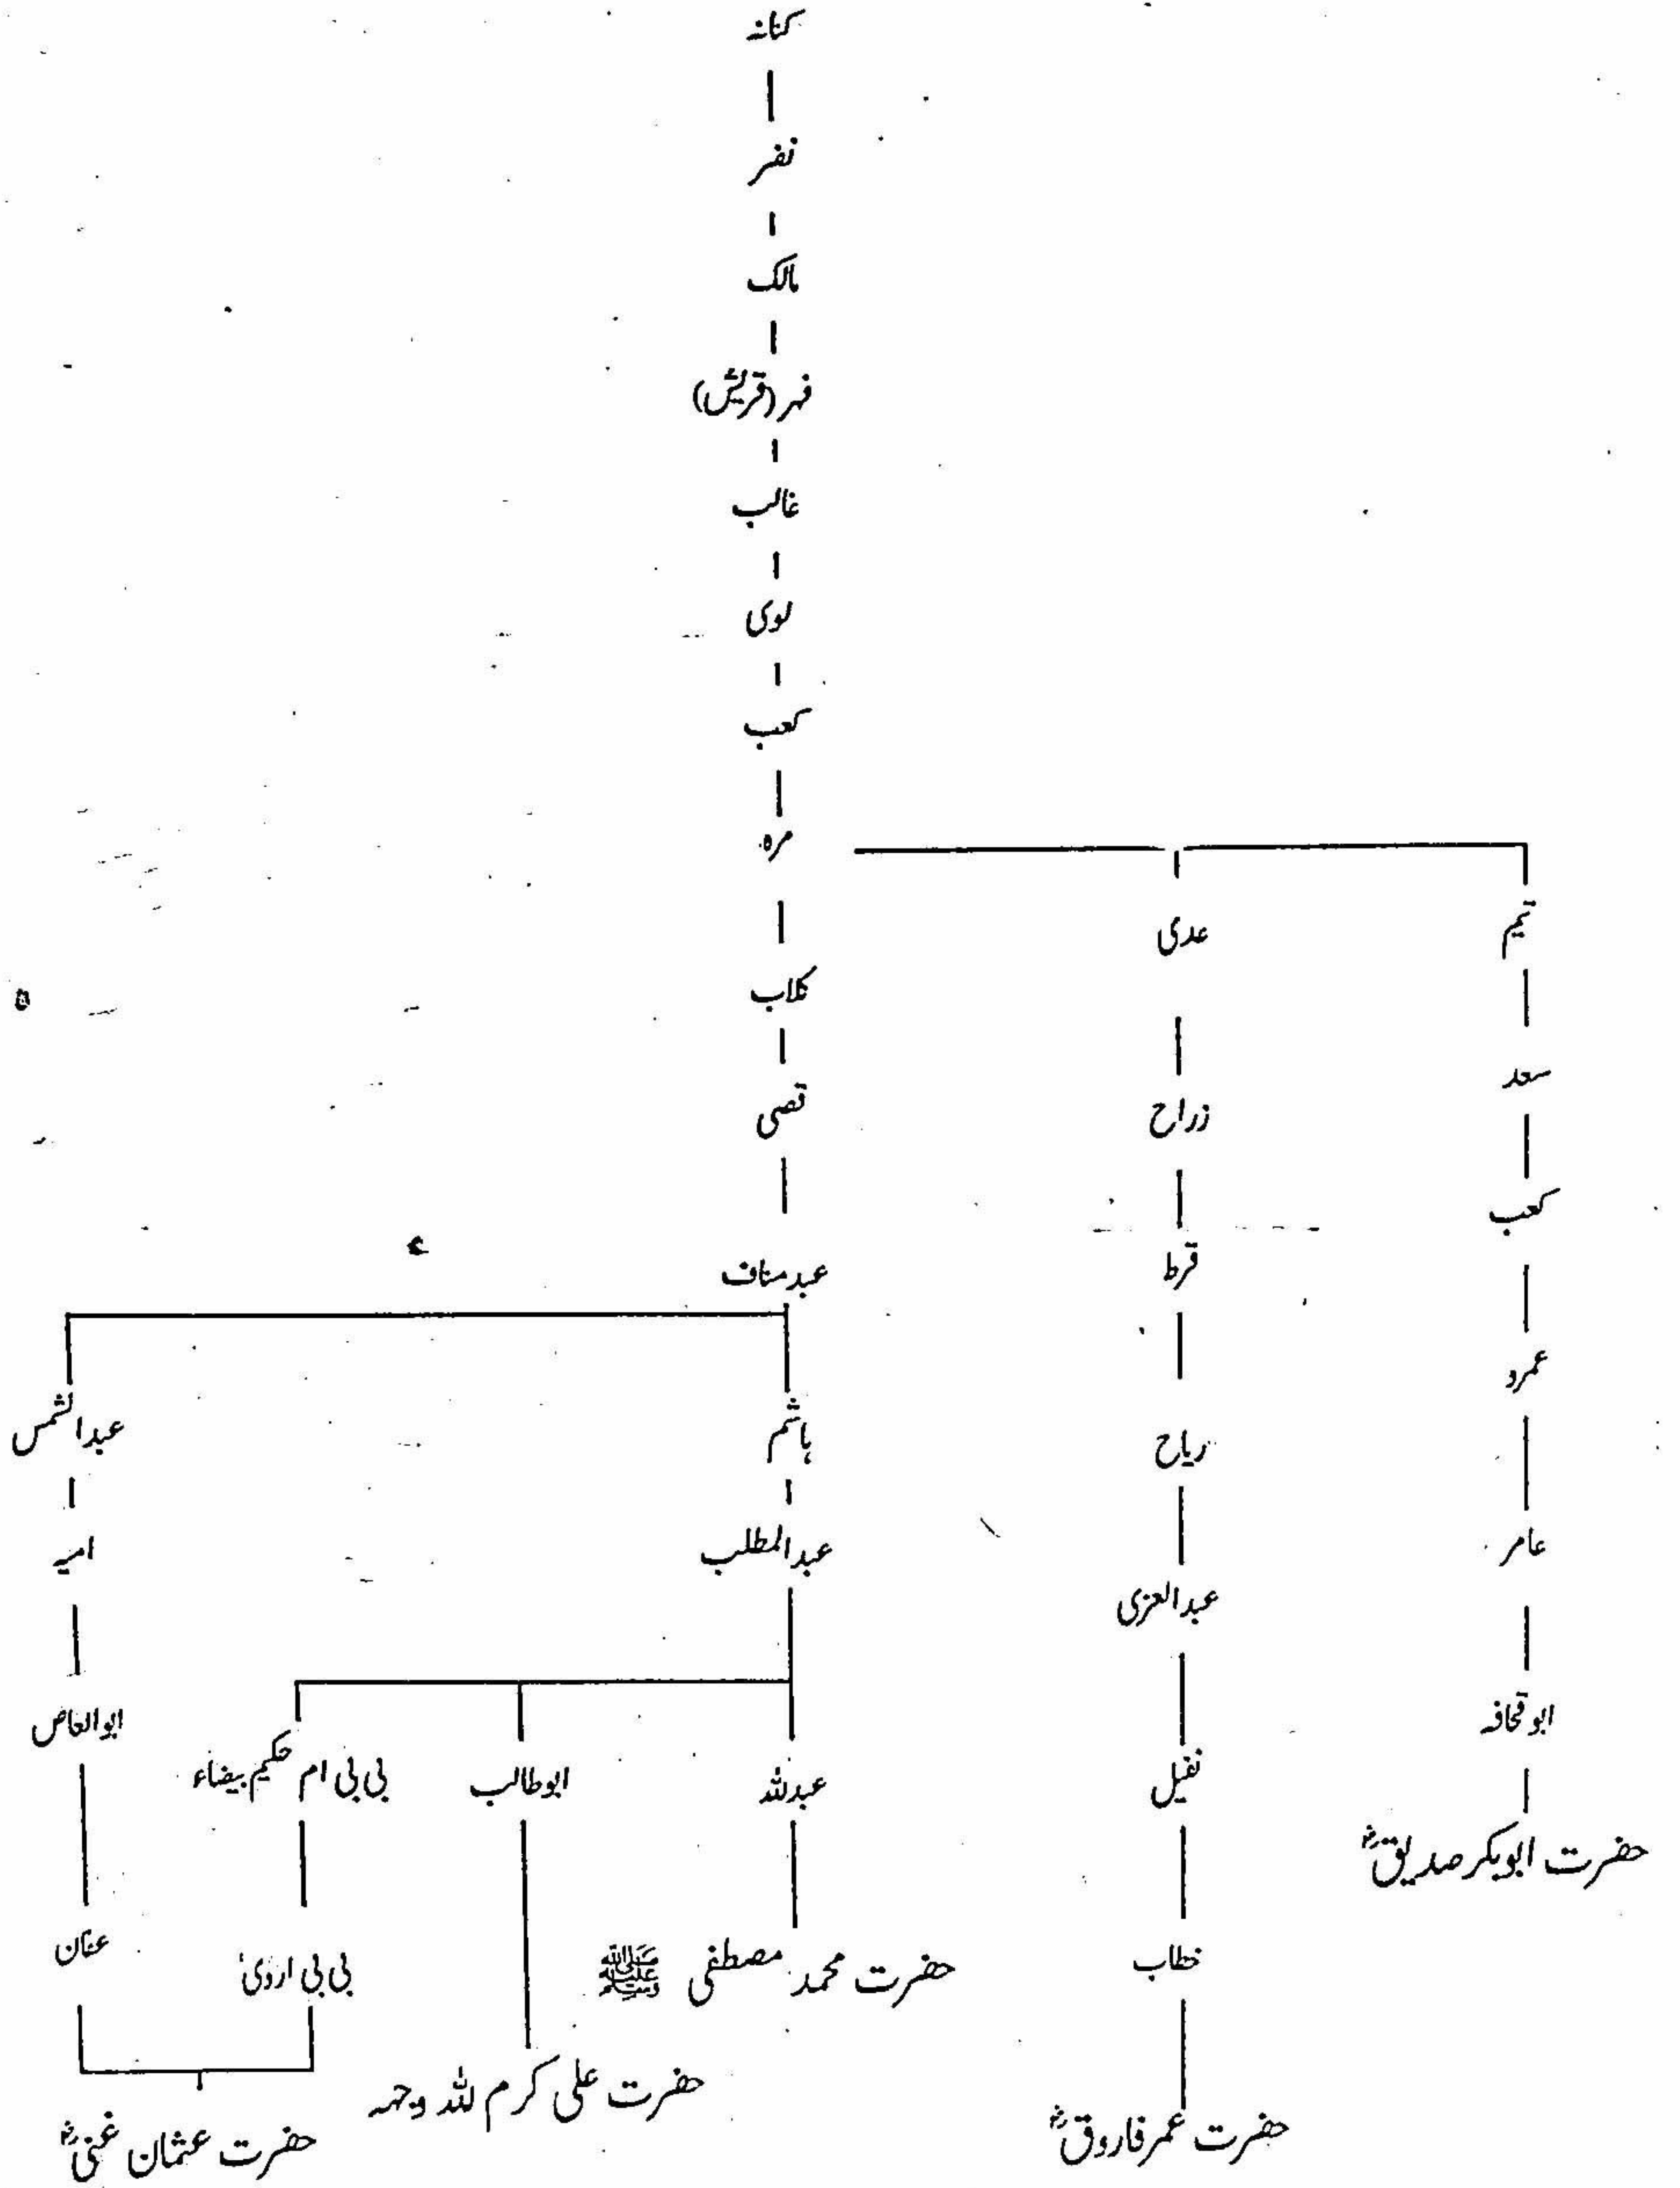 کنانہ
نضر
مالک
فہر (قریش)
غالب
لوی
کعب
مرہ
تیم
عدی
کلاب
سعد
زراح
قصی
کعب
قرط
عبد مناف
عمرو
ریاح
ہاشم
عبدالشمس
عامر
عبدالعزی
عبدالمطلب
امیہ
ابو قحافہ
نفیل
عبدللہ
ابوطالب
بی بی ام حکیم بیضاء
ابوالعاص
حضرت ابوبکر صدیقؓ
خطاب
حضرت محمد مصطفی ﷺ
بی بی اروی
عفان
حضرت عمر فاروقؓ
حضرت علی کرم للہ وجہہ
حضرت عثمان غنیؓ